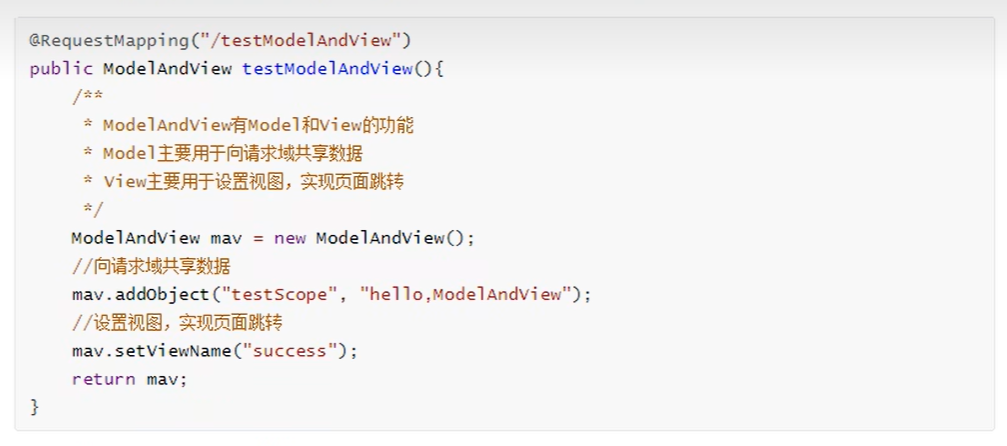 @RequestMapping("/testModelAndView")
public ModelAndView testModelAndView(){
    /**
     * ModelAndView有Model和View的功能
     * Model主要用于向请求域共享数据
     * View主要用于设置视图，实现页面跳转
     */
    ModelAndView mav = new ModelAndView();
    //向请求域共享数据
    mav.addObject("testScope", "hello,ModelAndView");
    //设置视图，实现页面跳转
    mav.setViewName("success");
    return mav;
}